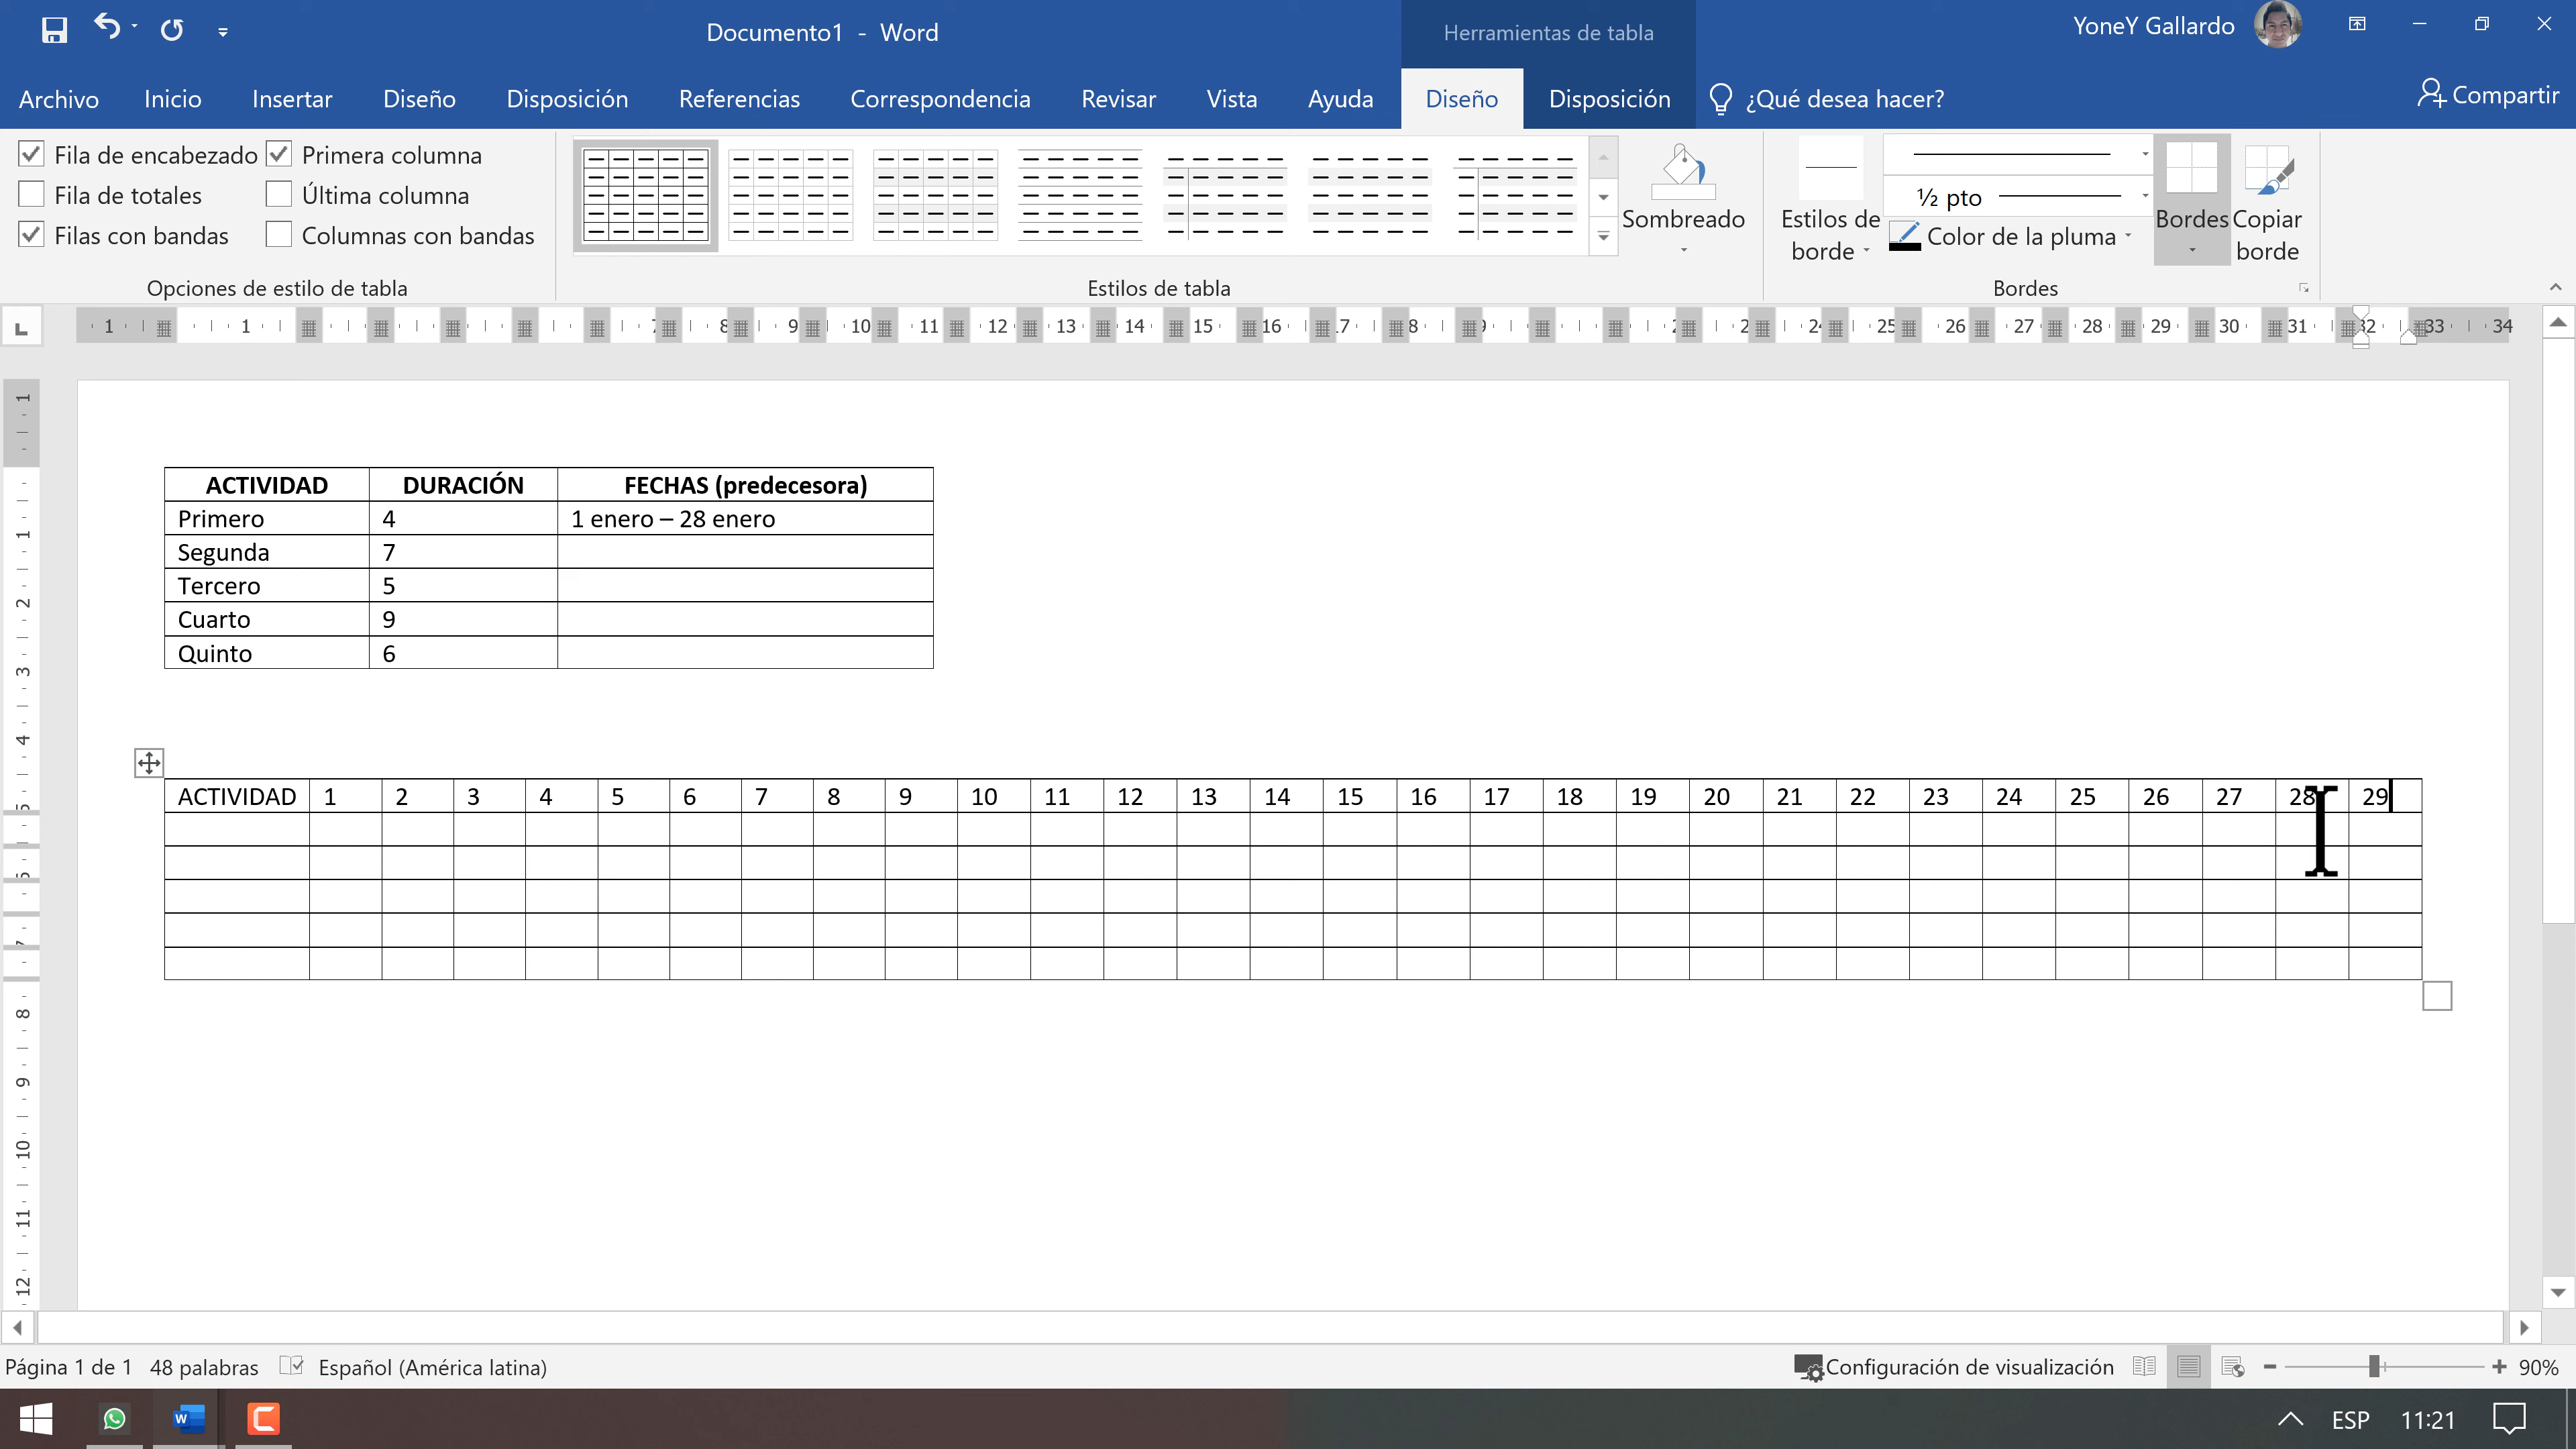 Documento1 - Word
Herramientas de tabla
YoneY Gallardo
Archivo Inicio Insertar Diseño Disposición Referencias Correspondencia Revisar Vista Ayuda Diseño Disposición ¿Qué desea hacer? Compartir
Fila de encabezado Primera columna
Fila de totales Última columna
Filas con bandas Columnas con bandas
Opciones de estilo de tabla
Estilos de tabla
Sombreado
Estilos de borde
½ pto
Color de la pluma
Bordes
Copiar borde
Bordes
ACTIVIDAD DURACIÓN FECHAS (predecesora)
Primero 4 1 enero – 28 enero
Segunda 7
Tercero 5
Cuarto 9
Quinto 6
ACTIVIDAD 1 2 3 4 5 6 7 8 9 10 11 12 13 14 15 16 17 18 19 20 21 22 23 24 25 26 27 28 29
Página 1 de 1 48 palabras Español (América latina) Configuración de visualización 90%
ESP 11:21